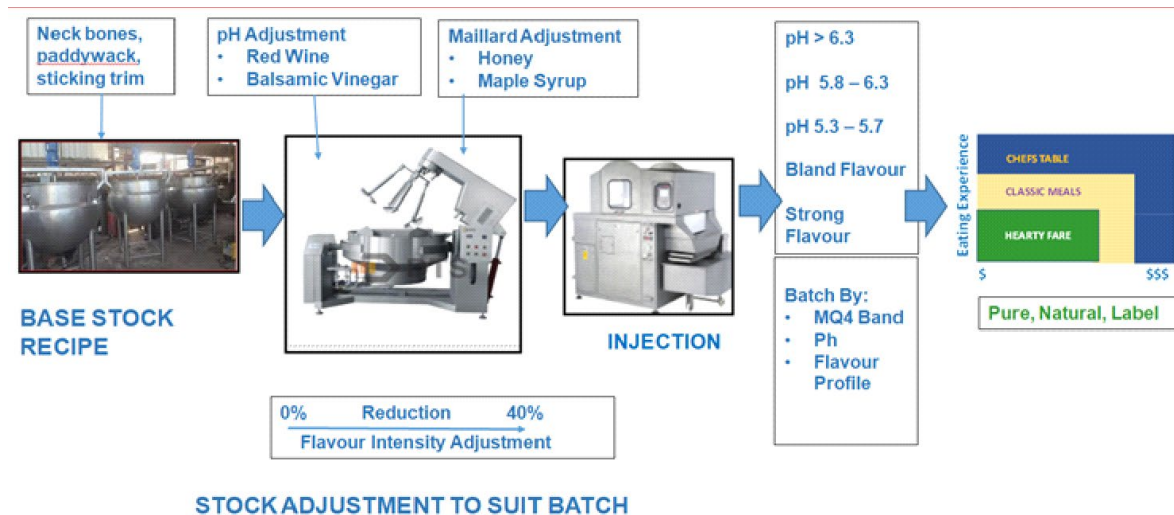 Neck bones,
paddywack,
sticking trim
pH Adjustment
• Red Wine
• Balsamic Vinegar
Maillard Adjustment
• Honey
• Maple Syrup
pH > 6.3
pH 5.8 – 6.3
pH 5.3 – 5.7
Bland Flavour
Strong
Flavour
Eating Experience
CHEFS TABLE
CLASSIC MEALS
HEARTY FARE
$ $$$
Pure, Natural, Label
BASE STOCK
RECIPE
INJECTION
Batch By:
• MQ4 Band
• Ph
• Flavour
Profile
0% Reduction 40%
Flavour Intensity Adjustment
STOCK ADJUSTMENT TO SUIT BATCH